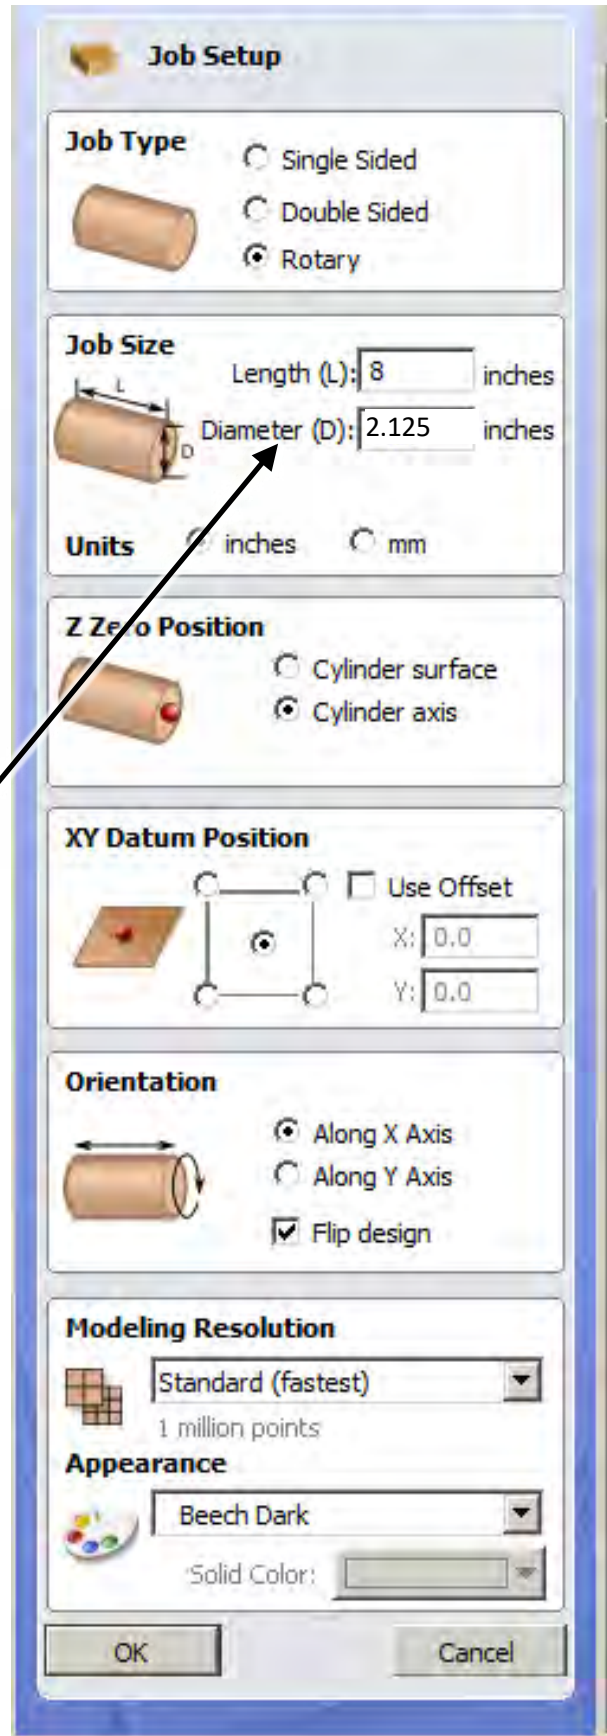 Job Setup
Job Type
Single Sided
Double Sided
Rotary
Job Size
Length (L): 8 inches
L
Diameter (D): 2.125 inches
D
Units inches mm
Z Zero Position
Cylinder surface
Cylinder axis
XY Datum Position
Use Offset
X: 0.0
Y: 0.0
Orientation
Along X Axis
Along Y Axis
Flip design
Modeling Resolution
Standard (fastest)
1 million points
Appearance
Beech Dark
Solid Color:
OK Cancel